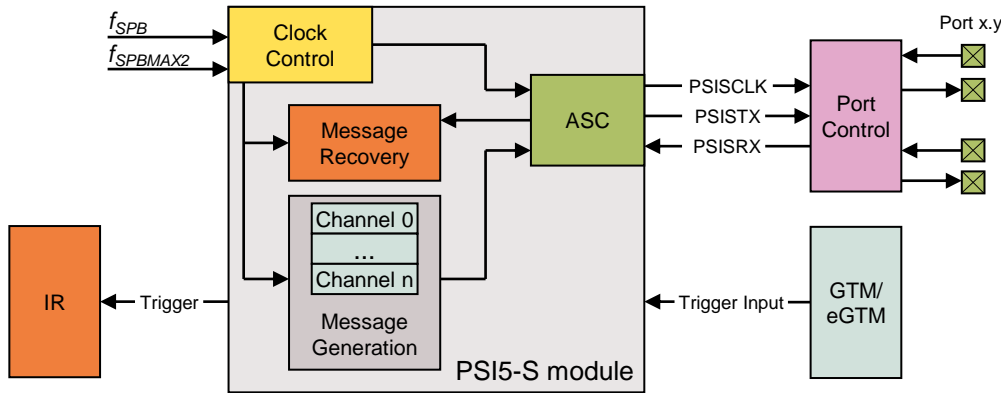 fSPB
fSPBMAX2
Clock
Control
Port x.y
PSISCLK
PSISTX
PSISRX
ASC
Port
Control
Message
Recovery
Channel 0
...
Channel n
Message
Generation
IR
Trigger
Trigger Input
GTM/
eGTM
PSI5-S module